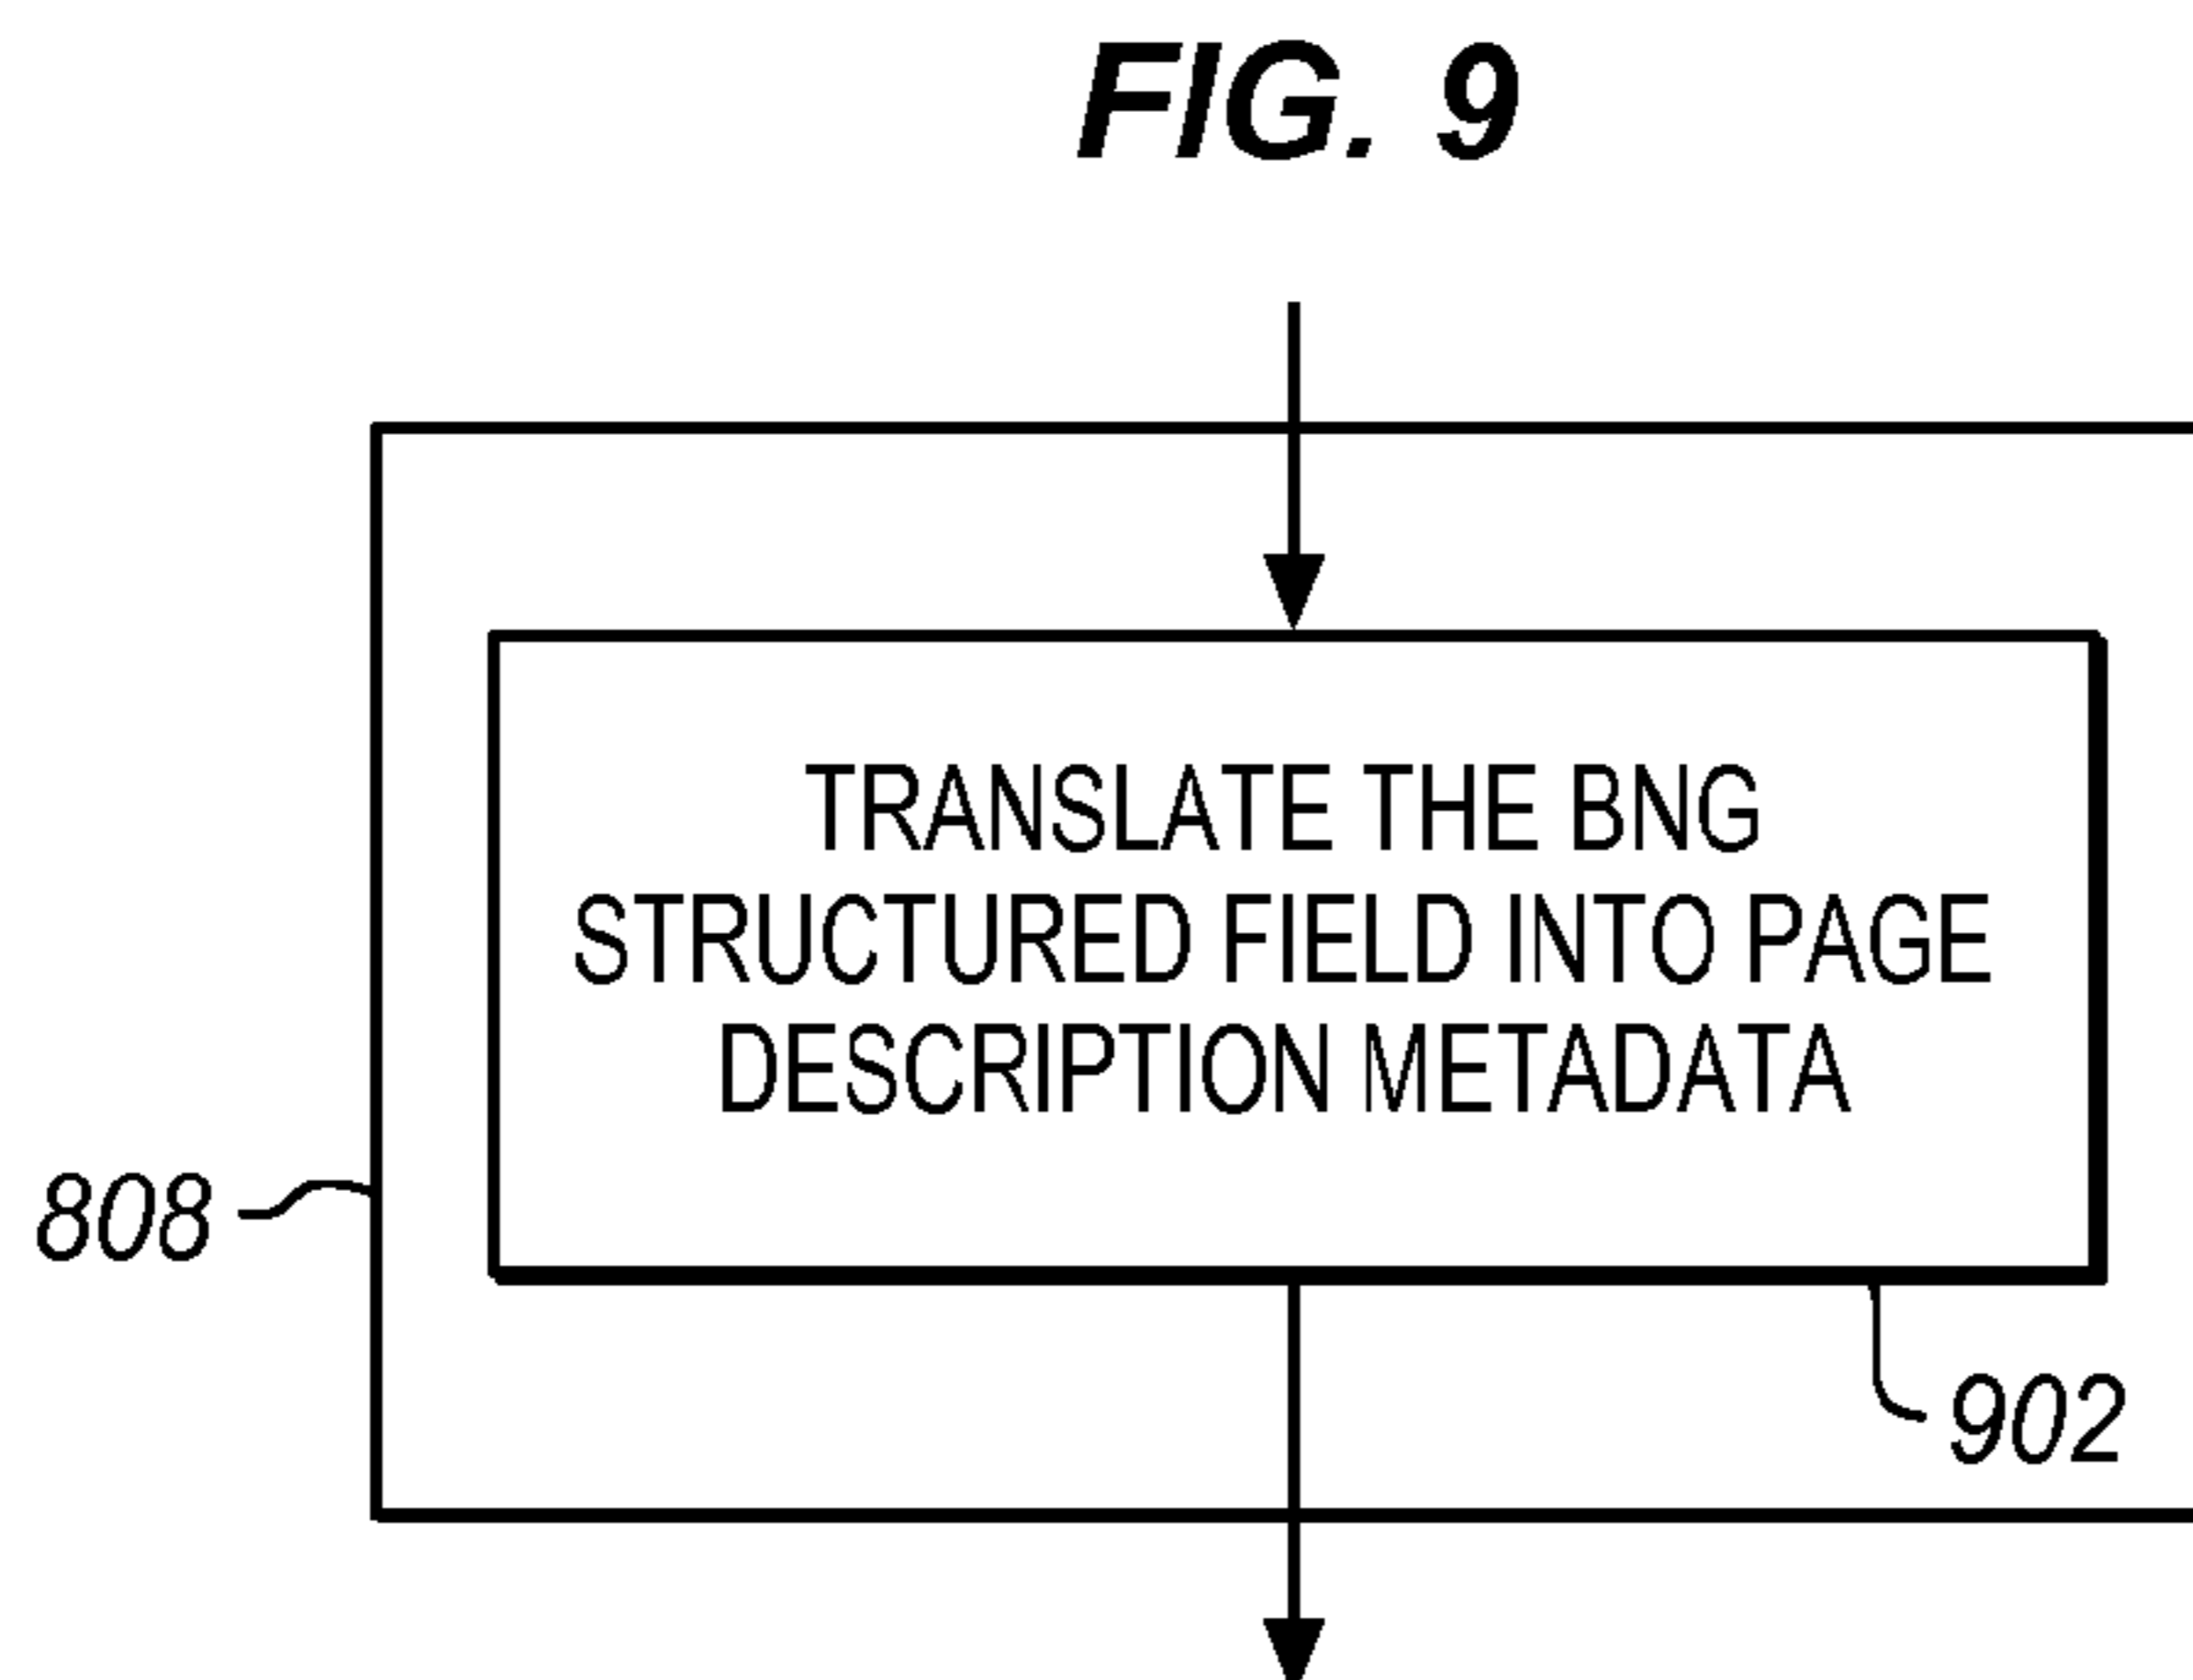 FIG. 9
TRANSLATE THE BNG
STRUCTURED FIELD INTO PAGE
DESCRIPTION METADATA
808
902